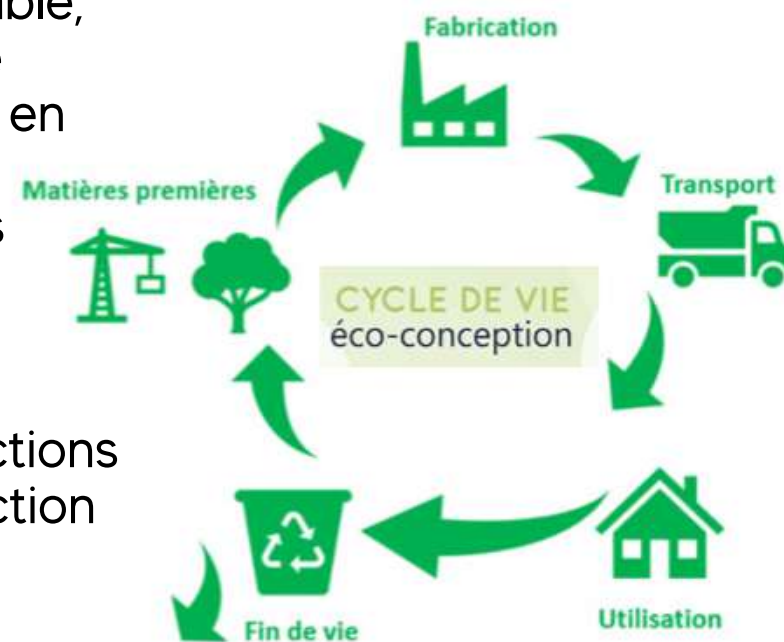 en
ctions
ction
Fabrication
Matières premières
Transport
CYCLE DE VIE
éco-conception
Fin de vie
Utilisation